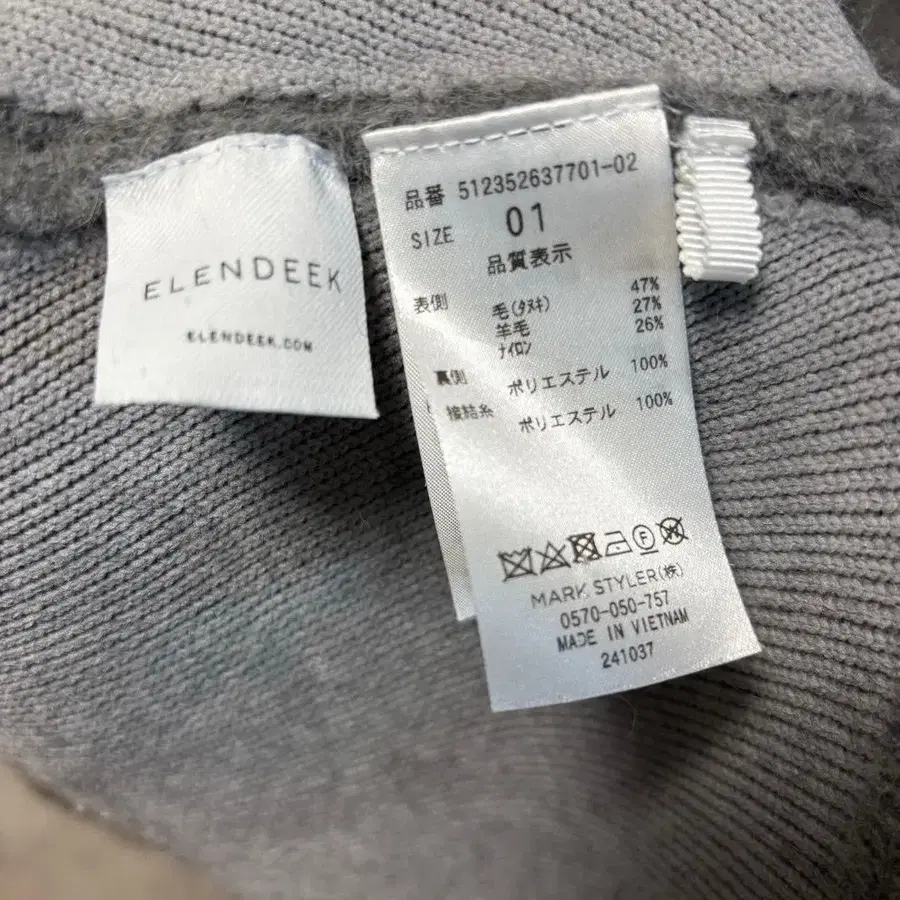 ELENDEEK
ELENDEEK.COM
品番 512352637701-02
SIZE 01
品質表示
表側 毛(タヌキ) 47%
羊毛 27%
ナイロン 26%
裏側 ポリエステル 100%
接結糸 ポリエステル 100%
MARK STYLER(株)
0570-050-757
MADE IN VIETNAM
241037